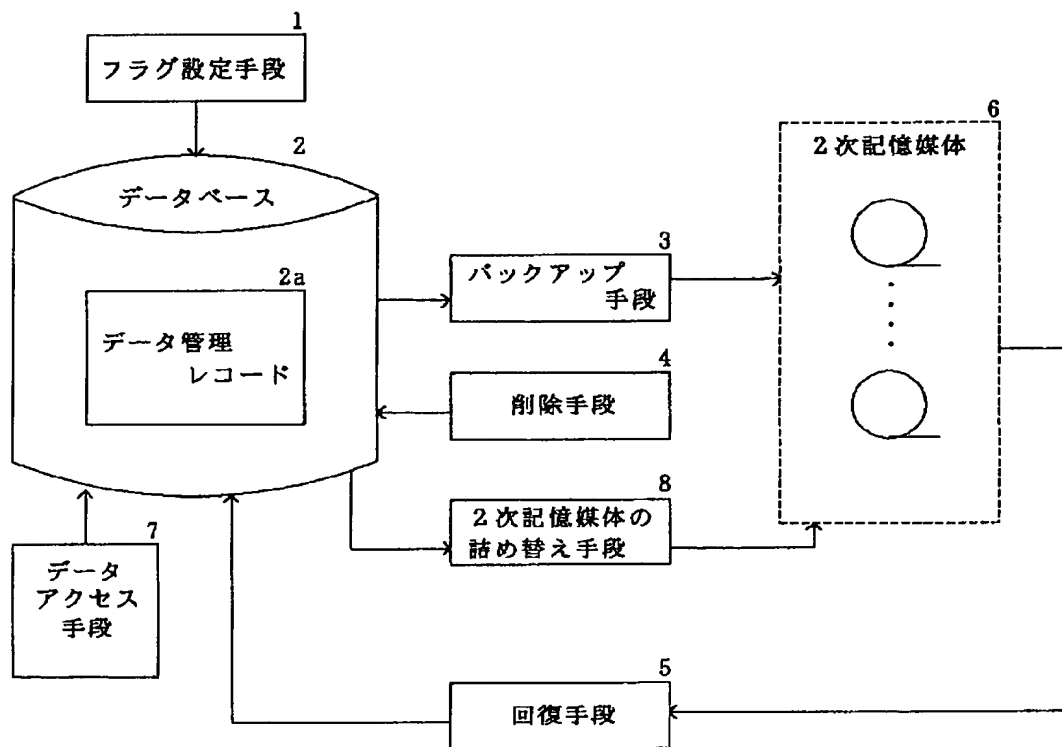 1
フラグ設定手段
2
データベース
2a
データ管理
レコード
3
バックアップ
手段
4
削除手段
8
2次記憶媒体の
詰め替え手段
6
2次記憶媒体
7
データ
アクセス
手段
5
回復手段